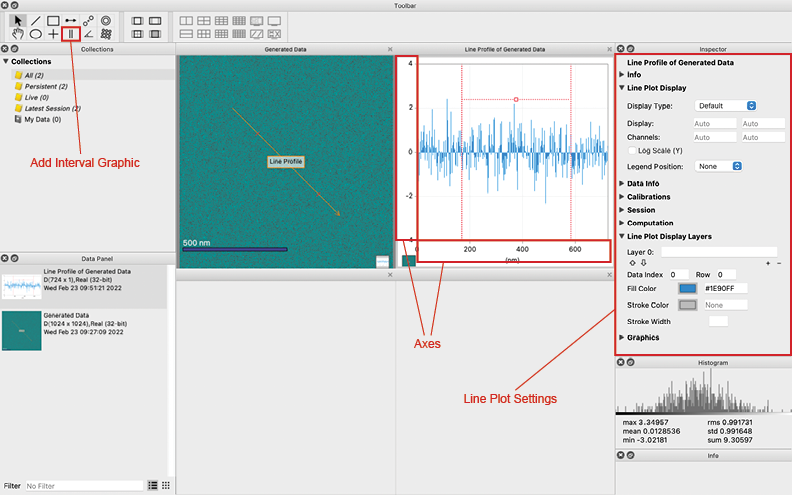 Toolbar
Collections
Collections
All (2)
Persistent (2)
Live (0)
Latest Session (2)
My Data (0)
Add Interval Graphic
Data Panel
Line Profile of Generated Data
D(724 x 1),Real (32-bit)
Wed Feb 23 09:51:21 2022
Generated Data
D(1024 x 1024),Real (32-bit)
Wed Feb 23 09:27:09 2022
Filter
No Filter
Generated Data
Line Profile
500 nm
Line Profile of Generated Data
4
2
0
-2
-4
0
200
400
600
(nm)
Axes
Line Plot Settings
Inspector
Line Profile of Generated Data
Info
Line Plot Display
Display Type:
Default
Display:
Auto
Auto
Channels:
Auto
Auto
Log Scale (Y)
Legend Position:
None
Data Info
Calibrations
Session
Computation
Line Plot Display Layers
Layer 0:
+
-
Data Index
0
Row
0
Fill Color
#1E90FF
Stroke Color
None
Stroke Width
Graphics
Histogram
max 3.34957
rms 0.991731
mean 0.0128536
std 0.991648
min -3.02181
sum 9.30597
Info